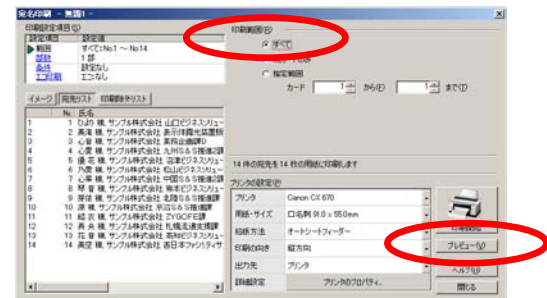 宛名印刷 - 無題1 -
印刷設定項目(S)
設定項目 設定値
範囲 すべて:No.1 ～ No.14
部数 1 部
条件 設定なし
エコ印刷 エコ:なし
イメージ 宛先リスト 印刷除外リスト
No. 氏名
1 1 ひより 様, サンプル株式会社 山口ビジネスソリュー
2 2 美滝 様, サンプル株式会社
3 3 心音 様, サンプル株式会社
4 4 心愛 様, サンプル株式会社 九州S&S推進2課
5 5 優花 様, サンプル株式会社 沼津ビジネスソリュー
6 6 乃愛 様, サンプル株式会社 松山ビジネスソリュー
7 7 心華 様, サンプル株式会社 中国S&S推進2課
8 8 琴音 様, サンプル株式会社 熊本ビジネスソリュー
9 9 芽依 様, サンプル株式会社 北陸S&S推進課
10 10 凛 様, サンプル株式会社 京滋S&S推進課
11 11 結衣 様, サンプル株式会社 ZYGOFE課
12 12 美央 様, サンプル株式会社 札幌流通支援課
13 13 花音 様, サンプル株式会社 高知ビジネスソリュー
14 14 美空 様, サンプル株式会社 西日本ファシリティサ
印刷範囲(R)
すべて
指定範囲
カード 1 から(F) 1 まで(T)
14 件の宛先を 14 枚の用紙に印刷します
プリンタの設定(P)
プリンタ Canon CX 670
用紙・サイズ 口名刺 91.0 x 55.0mm
給紙方法 オートシートフィーダー
印刷の向き 縦方向
出力先 プリンタ
詳細設定 プリンタのプロパティ...
印刷開始
プレビュー(V)
ヘルプ(H)
閉じる